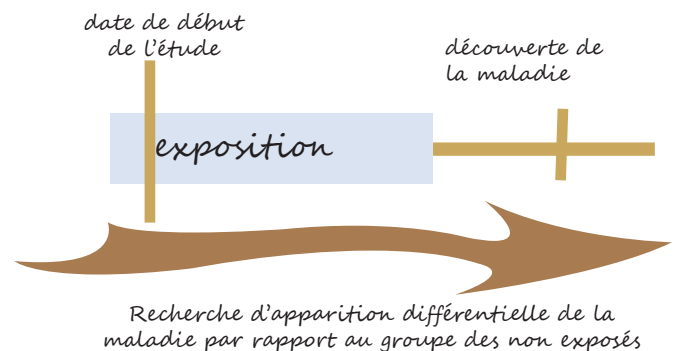 date de début
de l'étude
découverte de
la maladie
exposition
Recherche d'apparition différentielle de la
maladie par rapport au groupe des non exposés